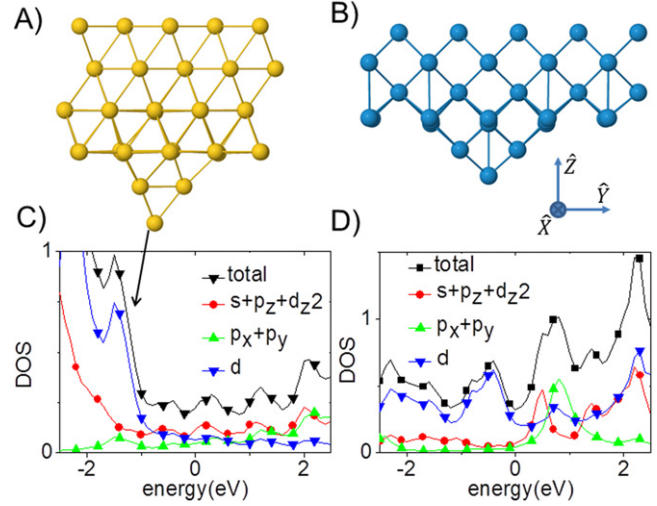 A)
B)
Ẑ
X̂
Ŷ
C)
1
DOS
0
total
s+pz+dz2
px+py
d
-2
0
2
energy(eV)
D)
1
DOS
0
total
s+pz+dz2
px+py
d
-2
0
2
energy(eV)